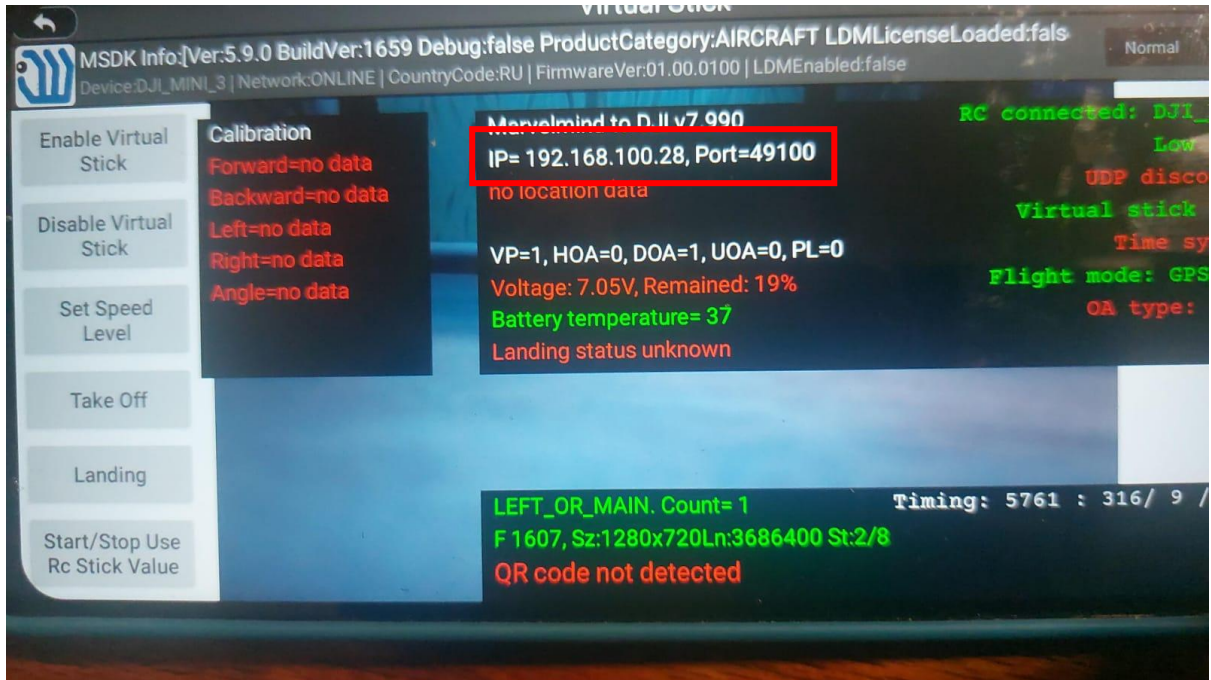 Virtual Stick
MSDK Info:[Ver:5.9.0 BuildVer:1659 Debug:false ProductCategory:AIRCRAFT LDMLicenseLoaded:fals
Device:DJI_MINI_3 | Network:ONLINE | CountryCode:RU | FirmwareVer:01.00.0100 | LDMEnabled:false
Normal
Enable Virtual
Stick
Disable Virtual
Stick
Set Speed
Level
Take Off
Landing
Start/Stop Use
Rc Stick Value
Calibration
Forward=no data
Backward=no data
Left=no data
Right=no data
Angle=no data
Marvelmind to DJI v7.990
IP= 192.168.100.28, Port=49100
no location data
VP=1, HOA=0, DOA=1, UOA=0, PL=0
Voltage: 7.05V, Remained: 19%
Battery temperature= 37
Landing status unknown
RC connected: DJI_
Low
UDP disco
Virtual stick
Time sy
Flight mode: GPS
OA type:
LEFT_OR_MAIN. Count= 1
F 1607, Sz:1280x720Ln:3686400 St:2/8
QR code not detected
Timing: 5761 : 316/ 9 /